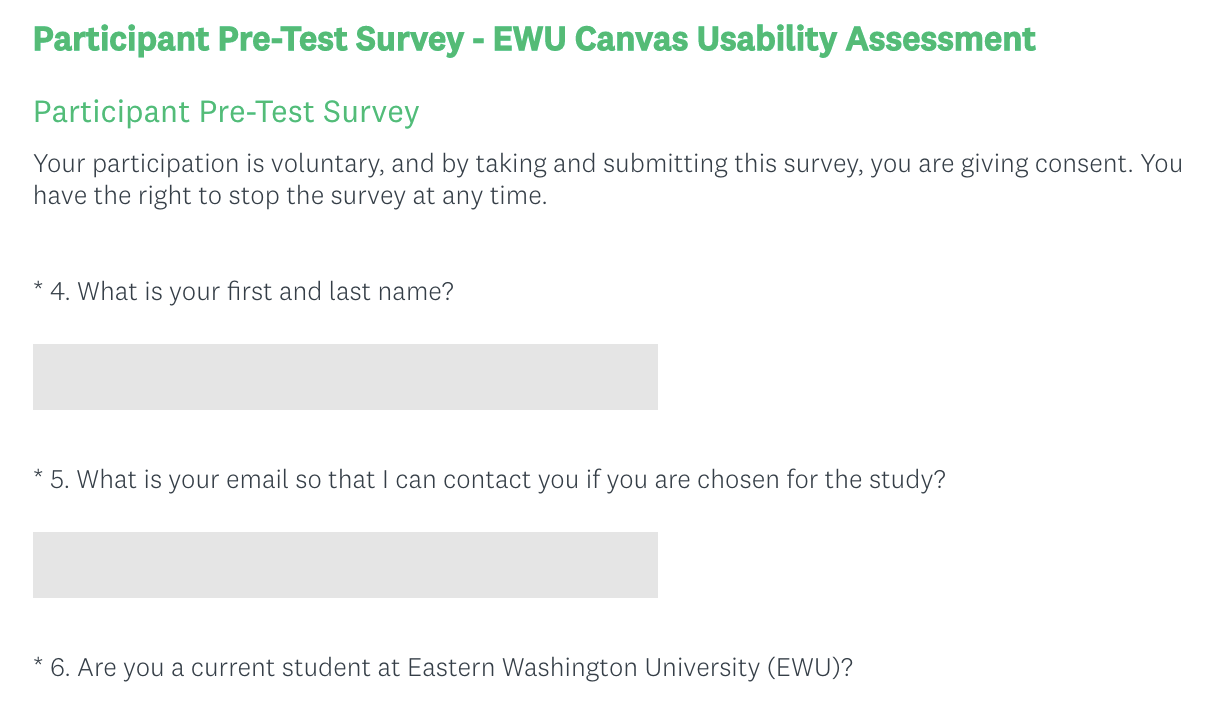 Participant Pre-Test Survey - EWU Canvas Usability Assessment
Participant Pre-Test Survey
Your participation is voluntary, and by taking and submitting this survey, you are giving consent. You
have the right to stop the survey at any time.
* 4. What is your first and last name?
* 5. What is your email so that I can contact you if you are chosen for the study?
* 6. Are you a current student at Eastern Washington University (EWU)?